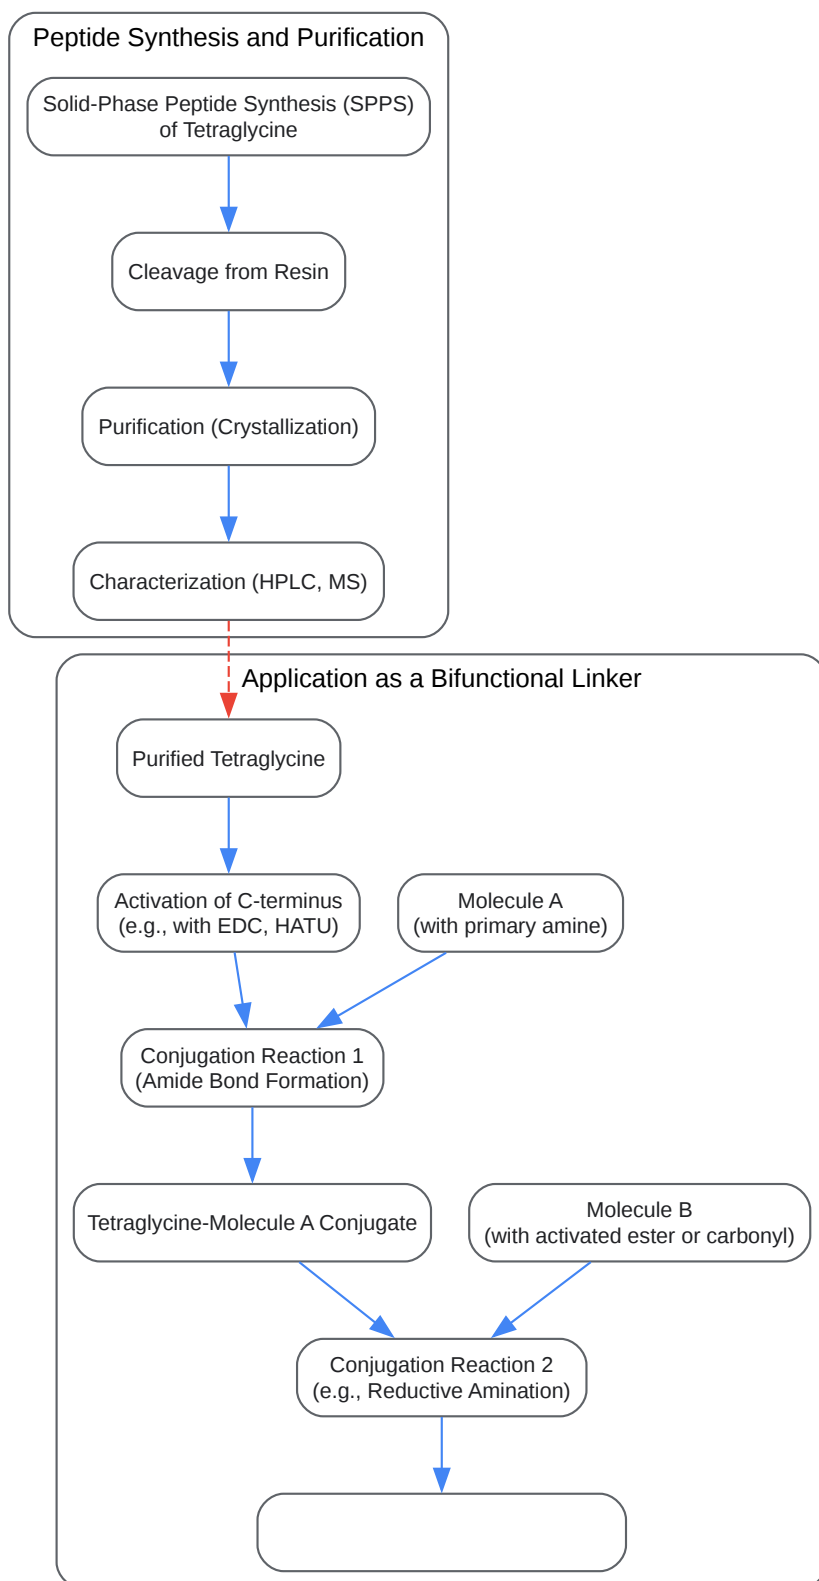 Peptide Synthesis and Purification
Solid-Phase Peptide Synthesis (SPPS)
of Tetraglycine
Cleavage from Resin
Purification (Crystallization)
Characterization (HPLC, MS)
Application as a Bifunctional Linker
Purified Tetraglycine
Activation of C-terminus
(e.g., with EDC, HATU)
Molecule A
(with primary amine)
Conjugation Reaction 1
(Amide Bond Formation)
Tetraglycine-Molecule A Conjugate
Molecule B
(with activated ester or carbonyl)
Conjugation Reaction 2
(e.g., Reductive Amination)